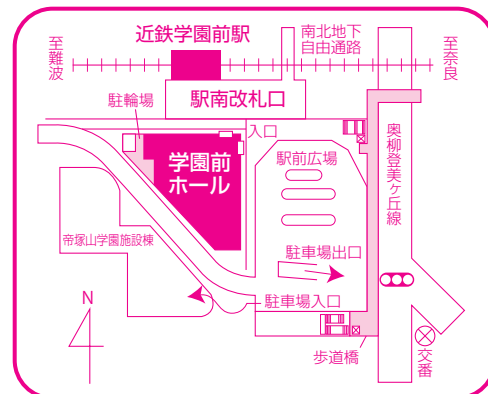 近鉄学園前駅
南北地下
自由通路
至難波
至奈良
駅南改札口
駐輪場
入口
学園前
ホール
駅前広場
奥柳登美ヶ丘線
帝塚山学園施設棟
駐車場出口
駐車場入口
N
歩道橋
交番